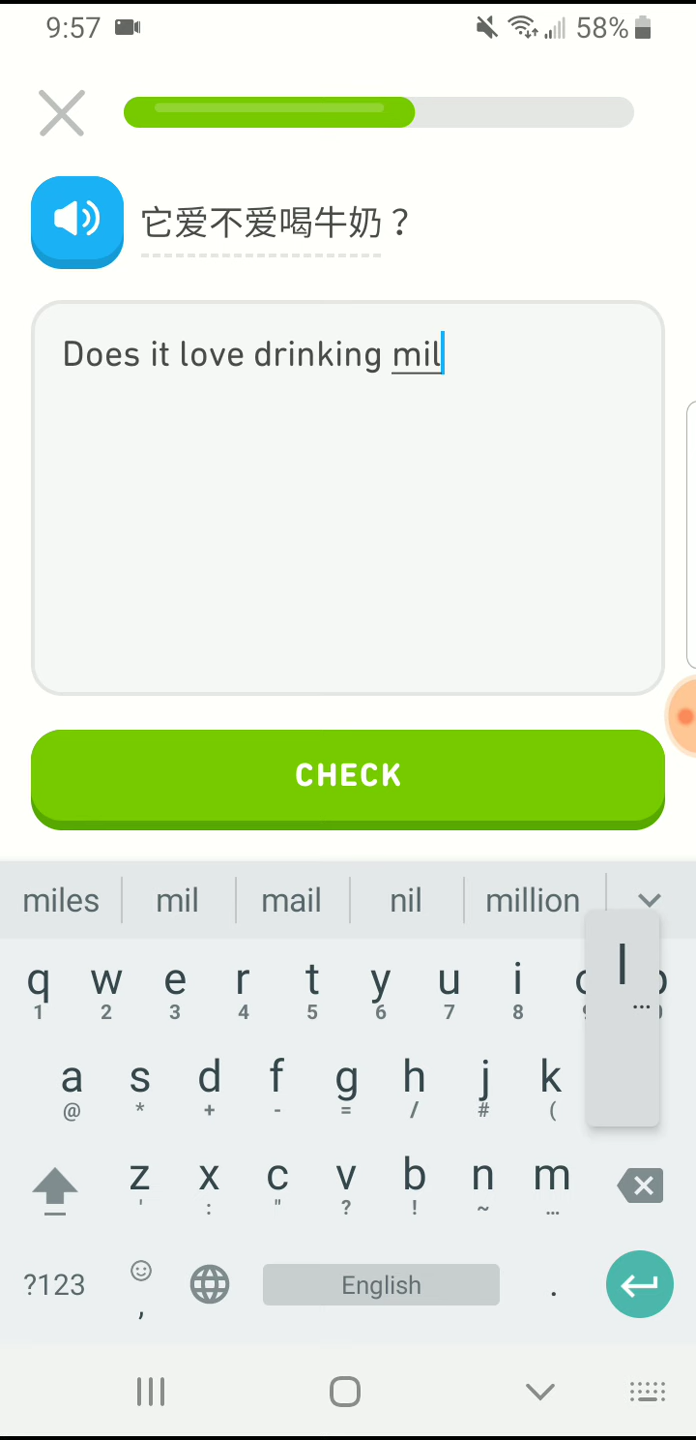 9:57 58%
它爱不爱喝牛奶？
Does it love drinking mil
CHECK
miles mil mail nil million
q w e r t y u i
1 2 3 4 5 6 7 8
l
...
a s d f g h j k
@ * + - = / # (
z x c v b n m
' : " ? ! ~ ...
?123 , English .